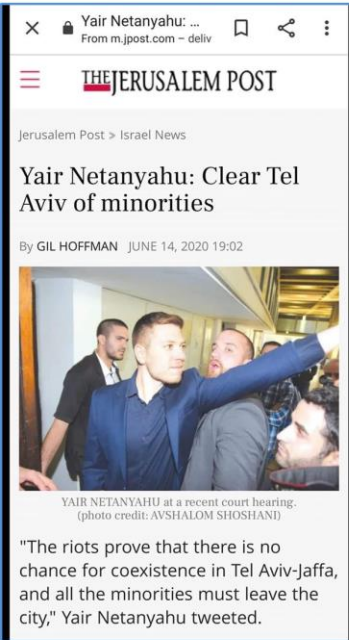 Yair Netanyahu: ...
From m.jpost.com – deliv
THE JERUSALEM POST
Jerusalem Post > Israel News
Yair Netanyahu: Clear Tel
Aviv of minorities
By GIL HOFFMAN JUNE 14, 2020 19:02
YAIR NETANYAHU at a recent court hearing.
(photo credit: AVSHALOM SHOSHANI)
"The riots prove that there is no
chance for coexistence in Tel Aviv-Jaffa,
and all the minorities must leave the
city," Yair Netanyahu tweeted.